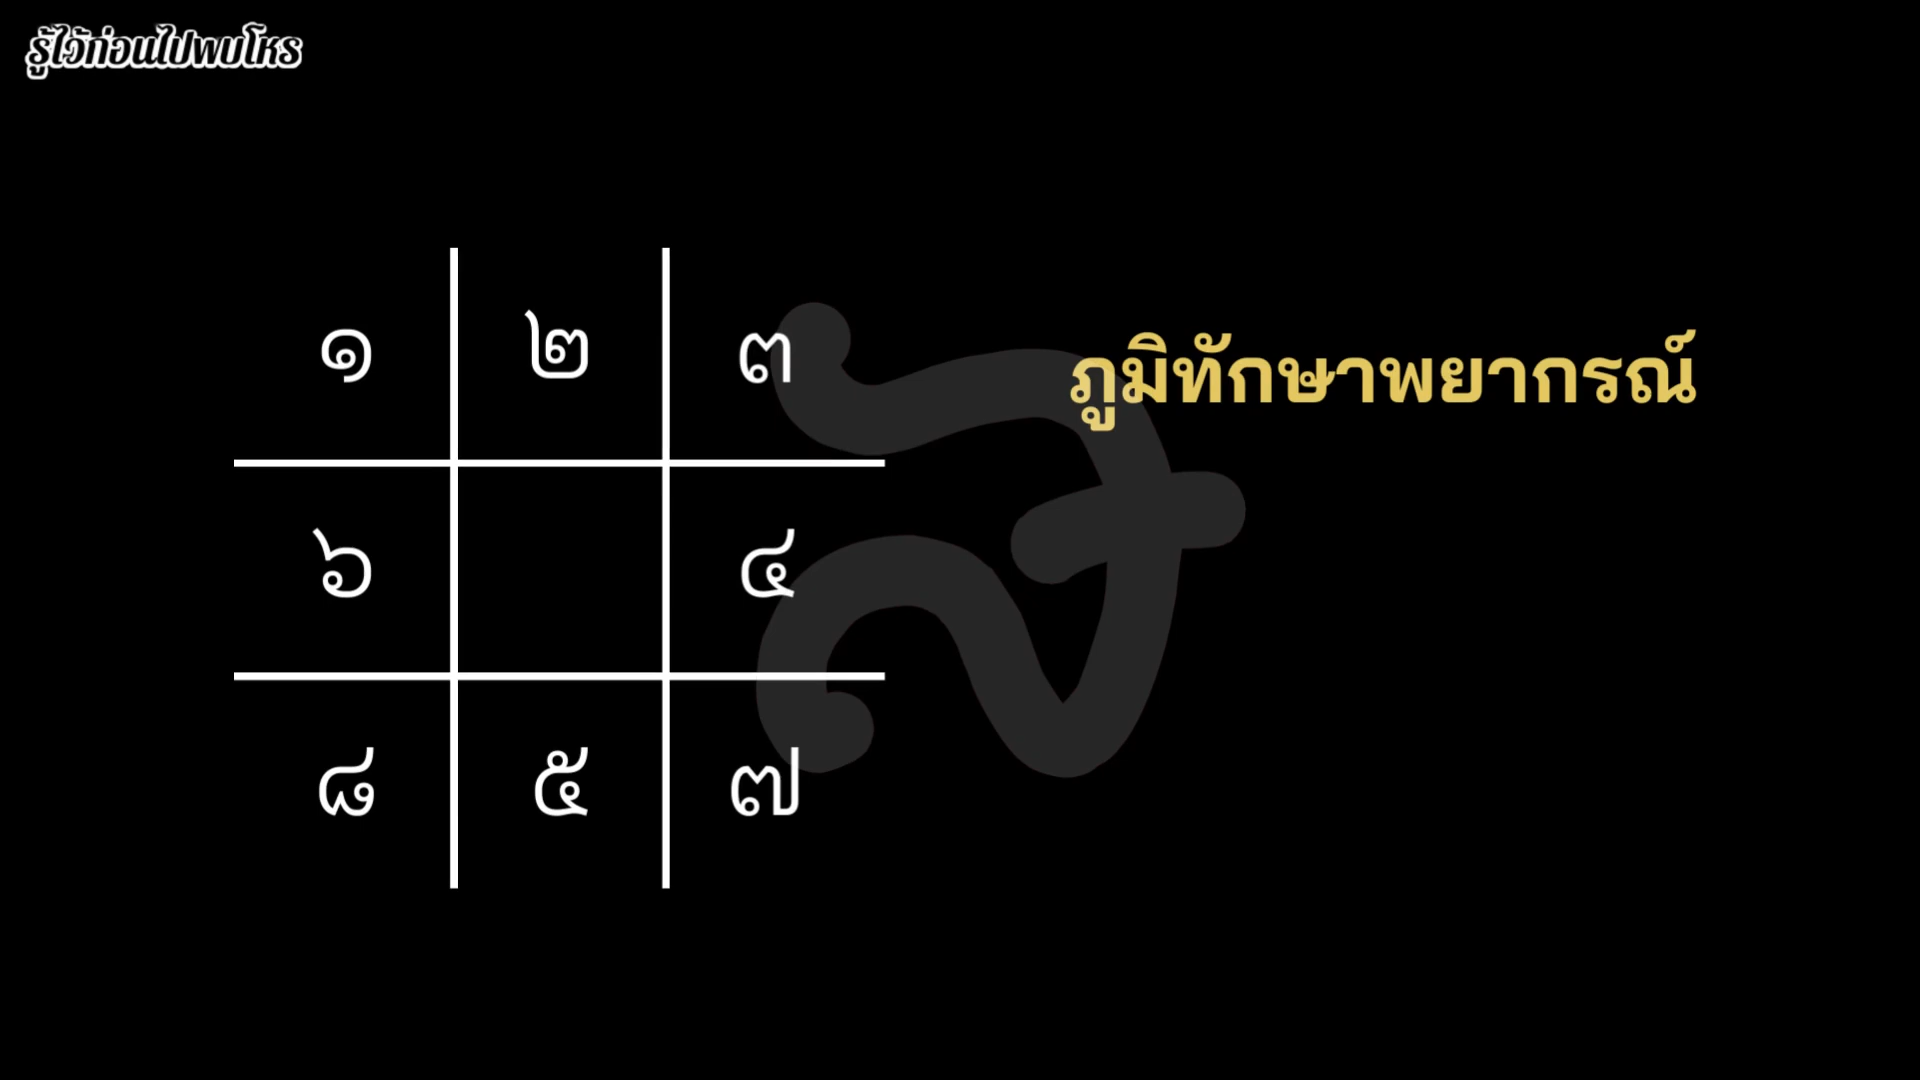 รู้ไว้ก่อนไปพบโหร
๑ ๒ ๓
ภูมิทักษาพยากรณ์
๖ ๔
๘ ๕ ๗